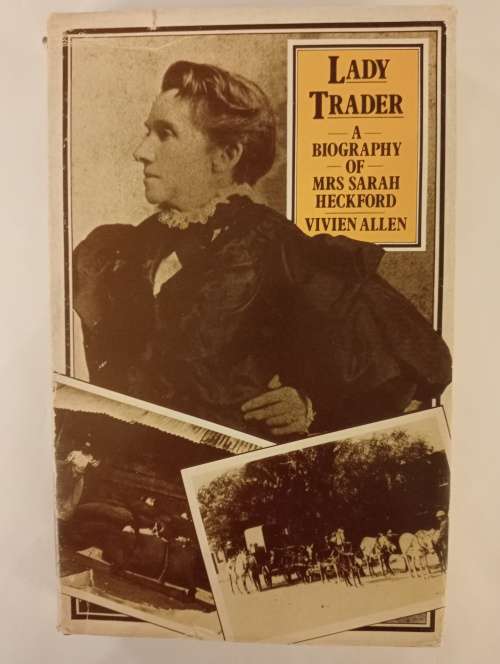 LADY
TRADER
— A —
BIOGRAPHY
— OF —
MRS SARAH
HECKFORD
VIVIEN ALLEN